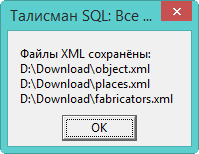 Талисман SQL: Все ...
Файлы XML сохранёны:
D:\Download\object.xml
D:\Download\places.xml
D:\Download\fabricators.xml
OK